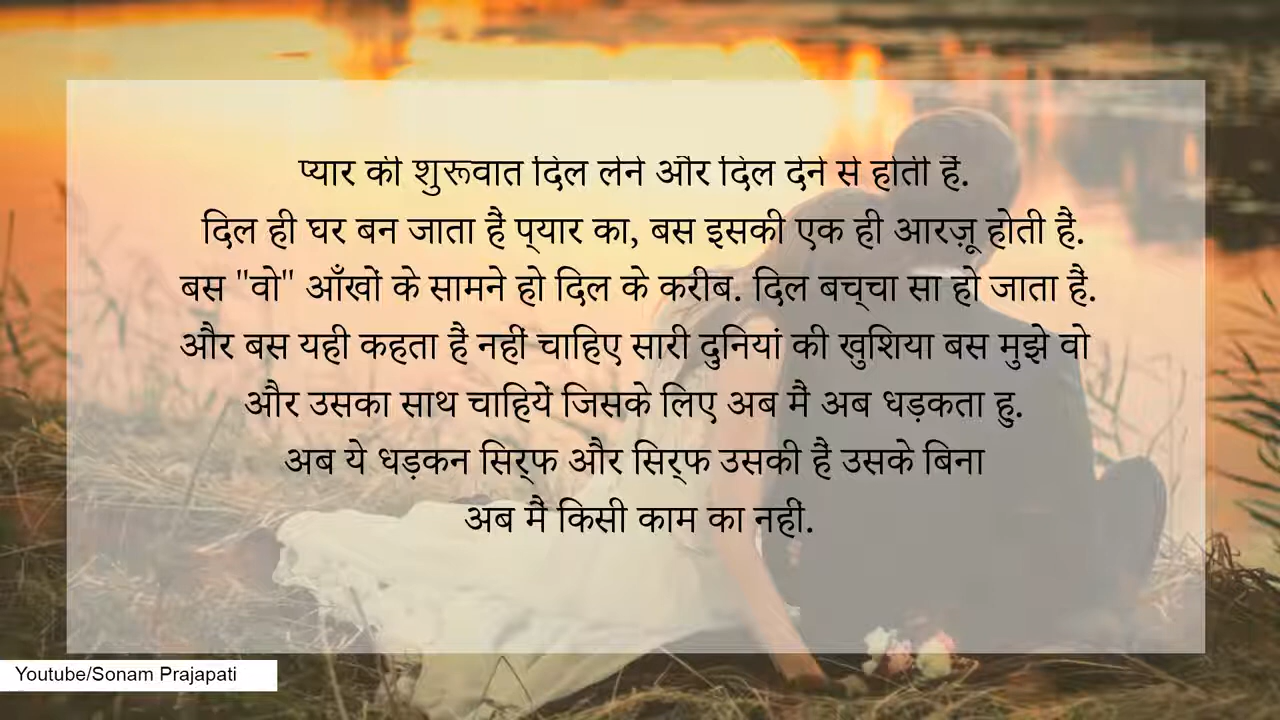 प्यार की शुरूवात दिल लेने और दिल देने से होती हैं.
दिल ही घर बन जाता हैं प्‌यार का, बस इसकी एक ही आरज़ू होती हैं.
बस "वो" आँखों के सामने हो दिल के करीब. दिल बच्‌चा सा हो जाता हैं.
और बस यही कहता हैं नहीं चाहिए सारी दुनियां की खुशिया बस मुझे वो
और उसका साथ चाहियें जिसके लिए अब मैं अब धड़कता हु.
अब ये धड़कन सिर्‌फ और सिर्‌फ उसकी हैं उसके बिना
अब मैं किसी काम का नहीं.
Youtube/Sonam Prajapati